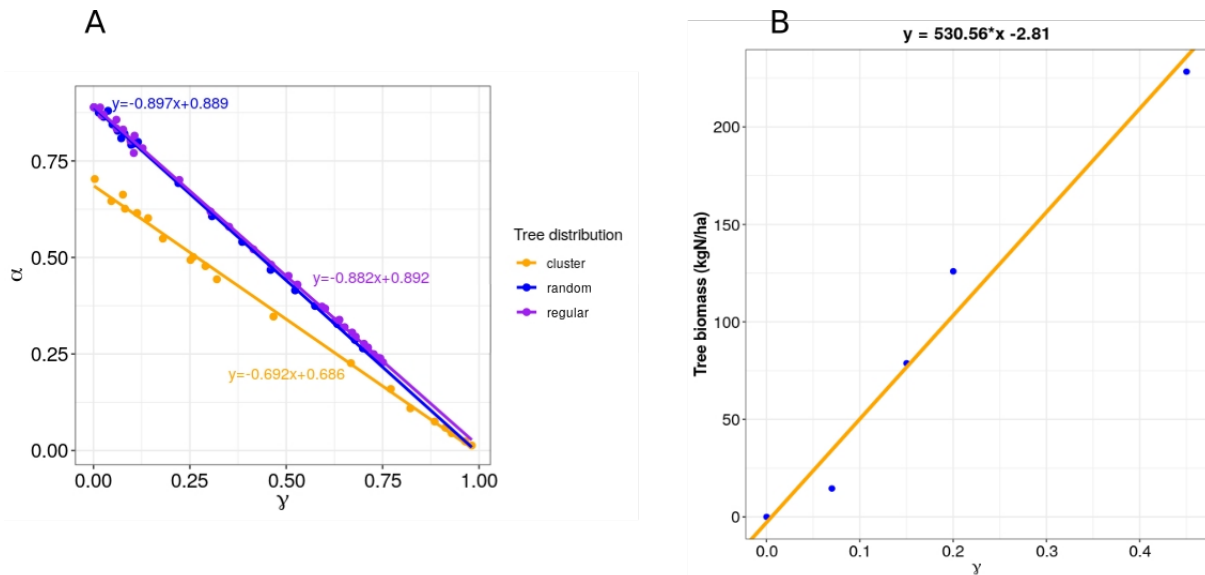 A
y=-0.897x+0.889
0.75
0.50
0.25
0.00
α
y=-0.882x+0.892
y=-0.692x+0.686
0.00 0.25 0.50 0.75 1.00
γ
Tree distribution
cluster
random
regular
B
y = 530.56*x -2.81
200
150
100
50
0
Tree biomass (kgN/ha)
0.0 0.1 0.2 0.3 0.4
γ